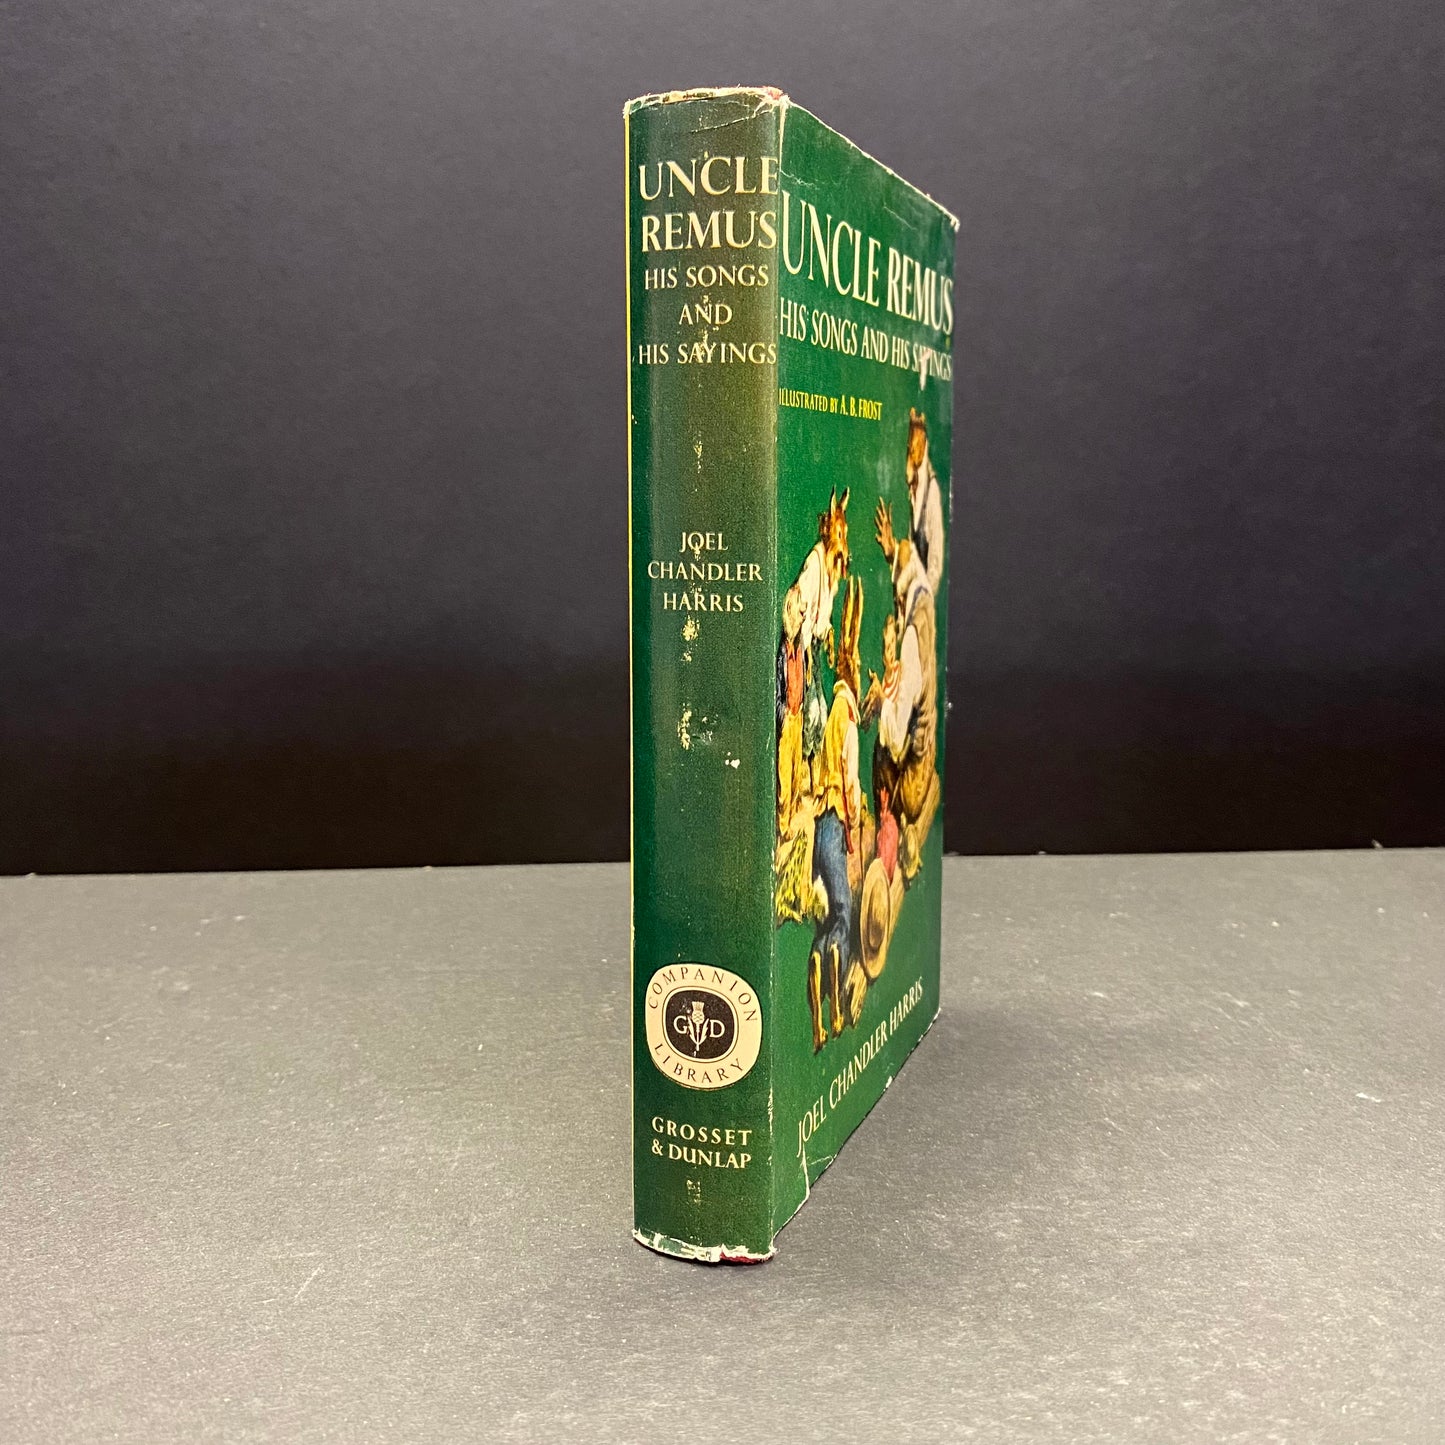 UNCLE
REMUS
HIS SONGS
AND
HIS SAYINGS
JOEL
CHANDLER
HARRIS
COMPANION
G D
LIBRARY
GROSSET
& DUNLAP
UNCLE REMUS
HIS SONGS AND HIS SAYINGS
ILLUSTRATED BY A. B. FROST
JOEL CHANDLER HARRIS